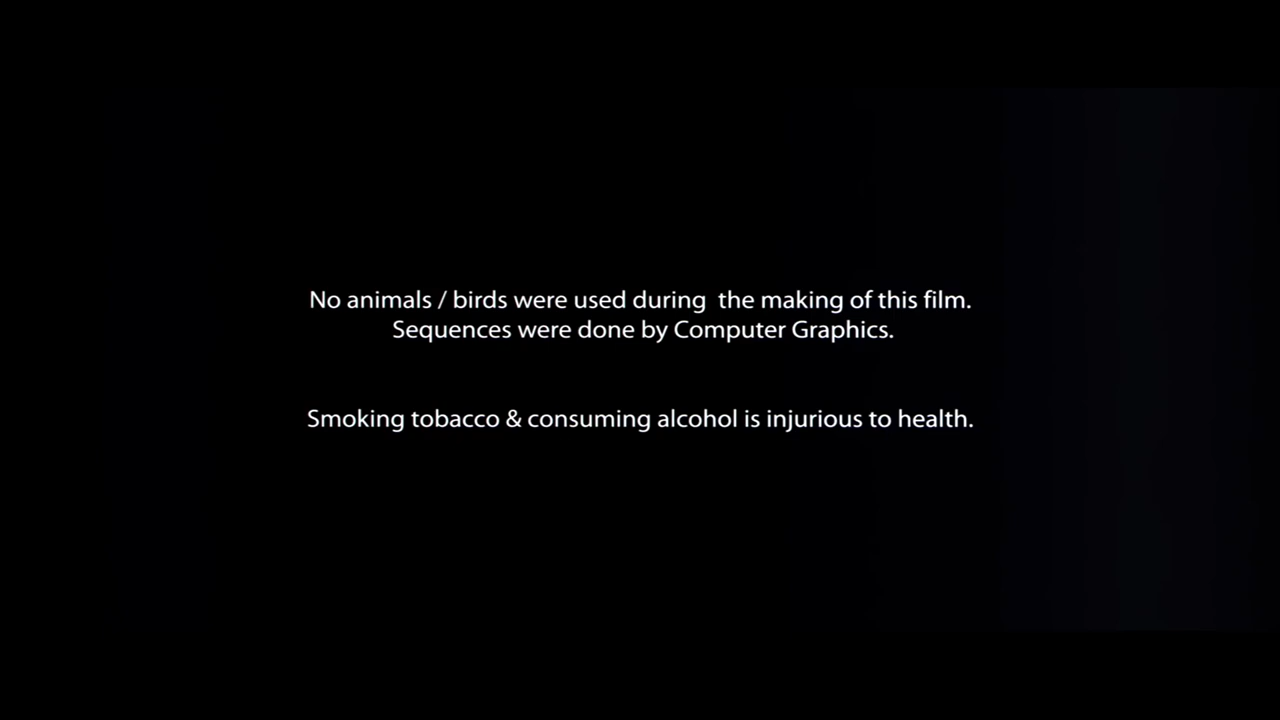 No animals / birds were used during  the making of this film.
Sequences were done by Computer Graphics.
Smoking tobacco & consuming alcohol is injurious to health.